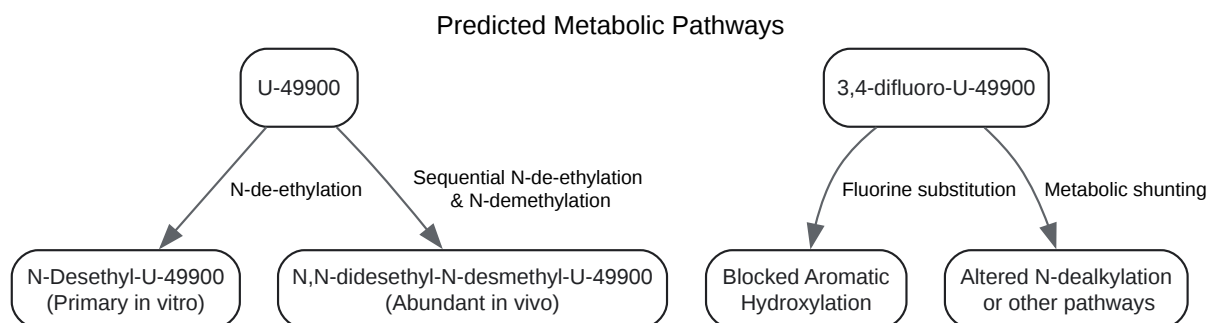 Predicted Metabolic Pathways
U-49900
3,4-difluoro-U-49900
N-de-ethylation
Sequential N-de-ethylation
& N-demethylation
Fluorine substitution
Metabolic shunting
N-Desethyl-U-49900
(Primary in vitro)
N,N-didesethyl-N-desmethyl-U-49900
(Abundant in vivo)
Blocked Aromatic
Hydroxylation
Altered N-dealkylation
or other pathways